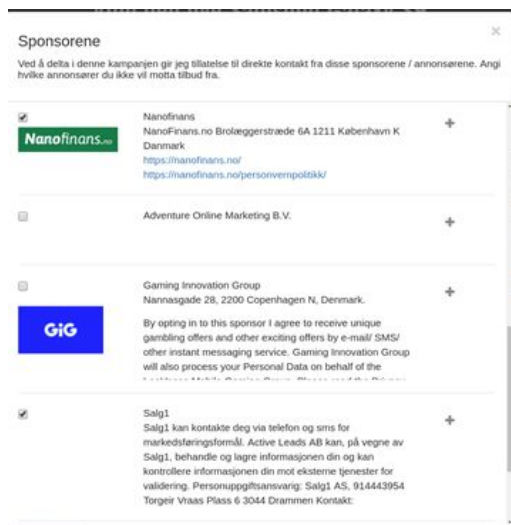 Sponsorene
×
Ved å delta i denne kampanjen gir jeg tillatelse til direkte kontakt fra disse sponsorene / annonsørene. Angi
hvilke annonsører du ikke vil motta tilbud fra.
Nanofinans
NanoFinans.no Brolæggerstræde 6A 1211 København K
Danmark
https://nanofinans.no/
https://nanofinans.no/personvernpolitikk/
Nanofinans.no
+
Adventure Online Marketing B.V.
+
Gaming Innovation Group
Nannasgade 28, 2200 Copenhagen N, Denmark.
By opting in to this sponsor I agree to receive unique
gambling offers and other exciting offers by e-mail/ SMS/
other instant messaging service. Gaming Innovation Group
will also process your Personal Data on behalf of the
GiG
+
Salg1
Salg1 kan kontakte deg via telefon og sms for
markedsføringsformål. Active Leads AB kan, på vegne av
Salg1, behandle og lagre informasjonen din og kan
kontrollere informasjonen din mot eksterne tjenester for
validering. Personuppgiftsansvarig: Salg1 AS, 914443954
Torgeir Vraas Plass 6 3044 Drammen Kontakt:
+